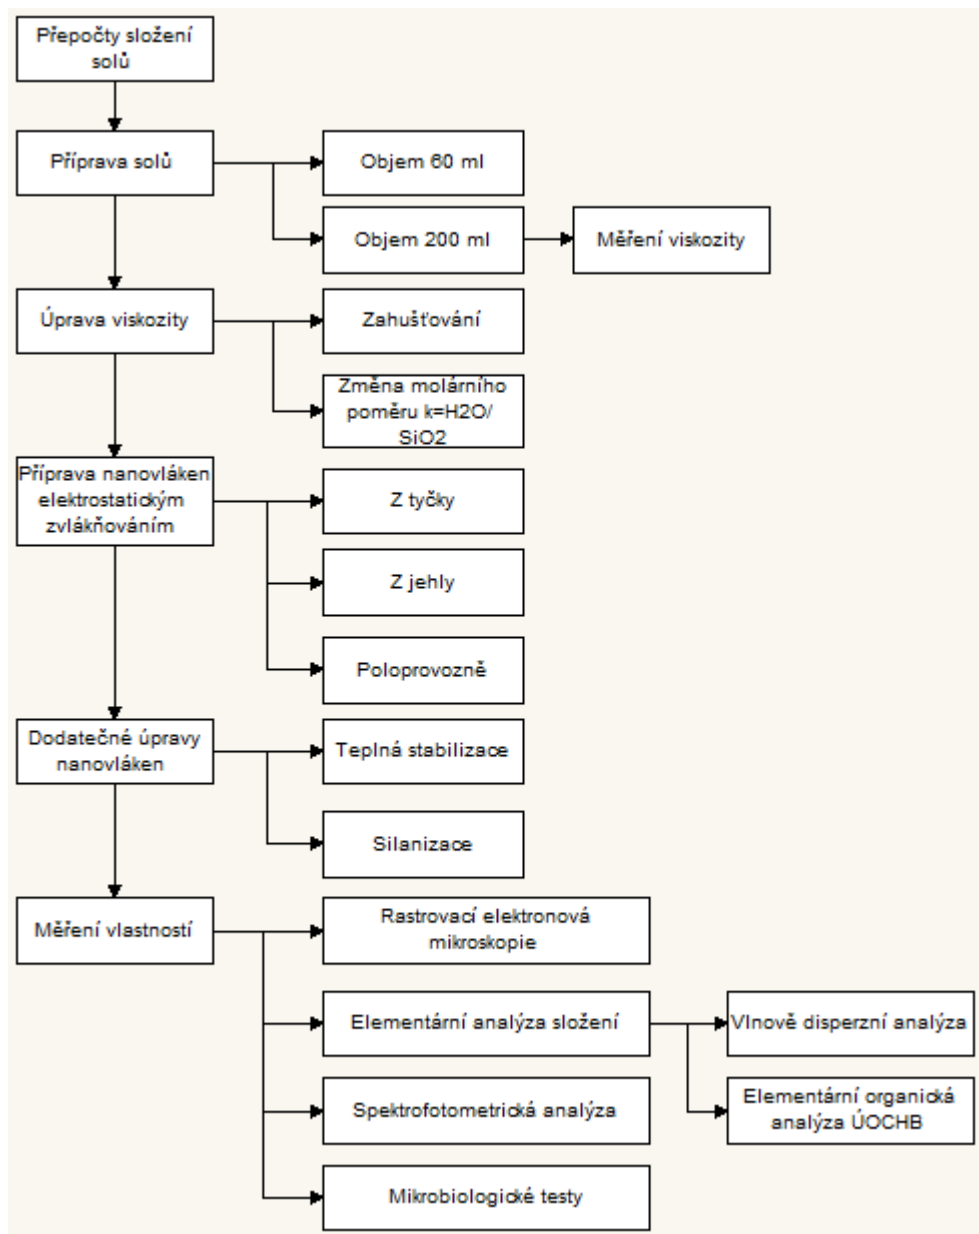 Přepočty složení
solů
Příprava solů
Objem 60 ml
Objem 200 ml
Měření viskozity
Úprava viskozity
Zahušťování
Změna molárního
poměru k=H2O/
SiO2
Příprava nanovláken
elektrostatickým
zvlákňováním
Z tyčky
Z jehly
Poloprovozně
Dodatečné úpravy
nanovláken
Teplná stabilizace
Silanizace
Měření vlastností
Rastrovací elektronová
mikroskopie
Elementární analýza složení
Vlnově disperzní analýza
Elementární organická
analýza ÚOCHB
Spektrofotometrická analýza
Mikrobiologické testy